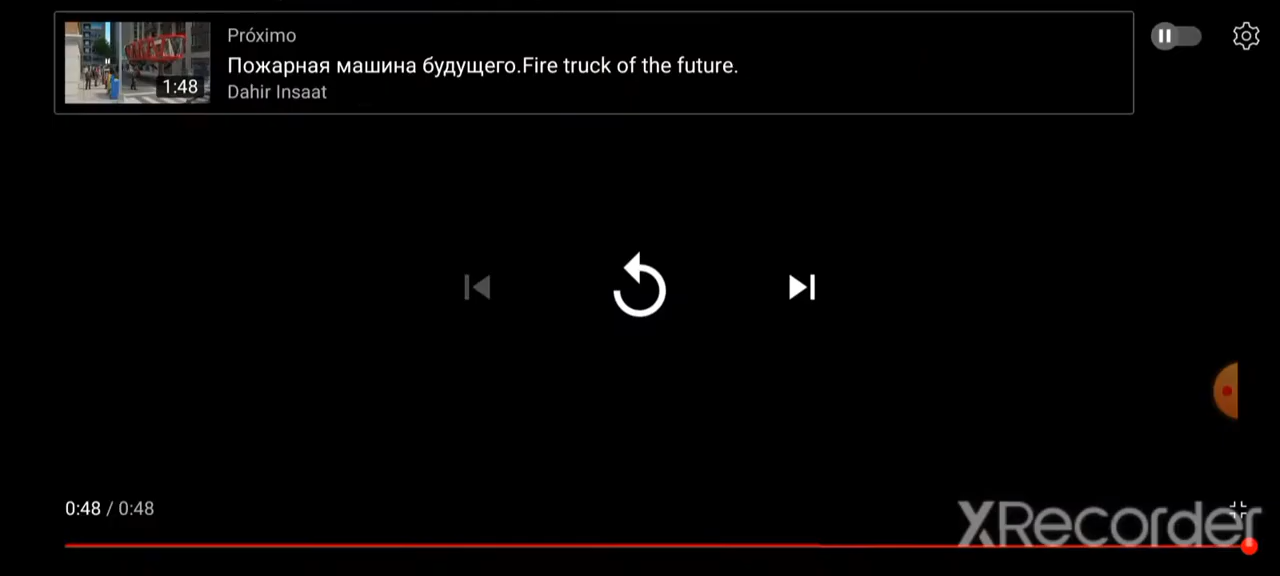 Próximo
Пожарная машина будущего.Fire truck of the future.
1:48
Dahir Insaat
0:48 / 0:48
XRecorder